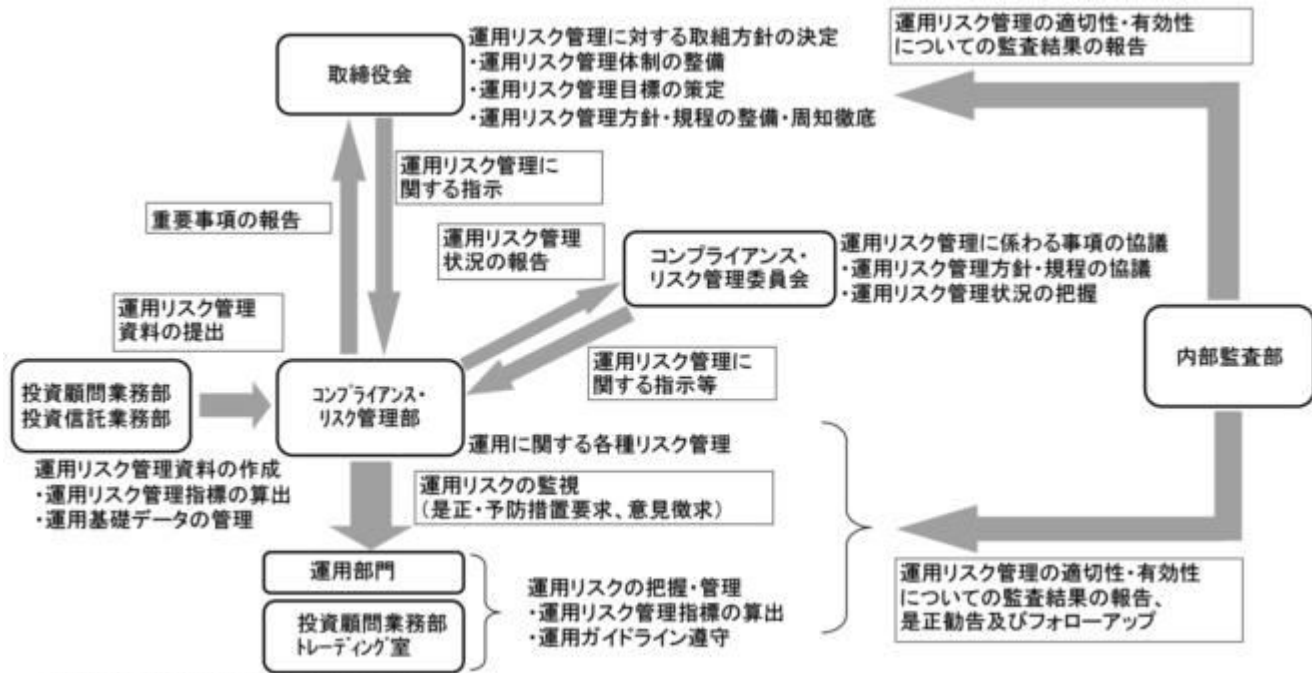 取締役会
運用リスク管理に対する取組方針の決定
・運用リスク管理体制の整備
・運用リスク管理目標の策定
・運用リスク管理方針・規程の整備・周知徹底
運用リスク管理の適切性・有効性
についての監査結果の報告
運用リスク管理に
関する指示
重要事項の報告
運用リスク管理
状況の報告
コンプライアンス・
リスク管理委員会
運用リスク管理に係わる事項の協議
・運用リスク管理方針・規程の協議
・運用リスク管理状況の把握
運用リスク管理
資料の提出
運用リスク管理に
関する指示等
内部監査部
投資顧問業務部
投資信託業務部
コンプライアンス・
リスク管理部
運用に関する各種リスク管理
運用リスク管理資料の作成
・運用リスク管理指標の算出
・運用基礎データの管理
運用リスクの監視
（是正・予防措置要求、意見徴求）
運用部門
投資顧問業務部
トレーディング室
運用リスクの把握・管理
・運用リスク管理指標の算出
・運用ガイドライン遵守
運用リスク管理の適切性・有効性
についての監査結果の報告、
是正勧告及びフォローアップ